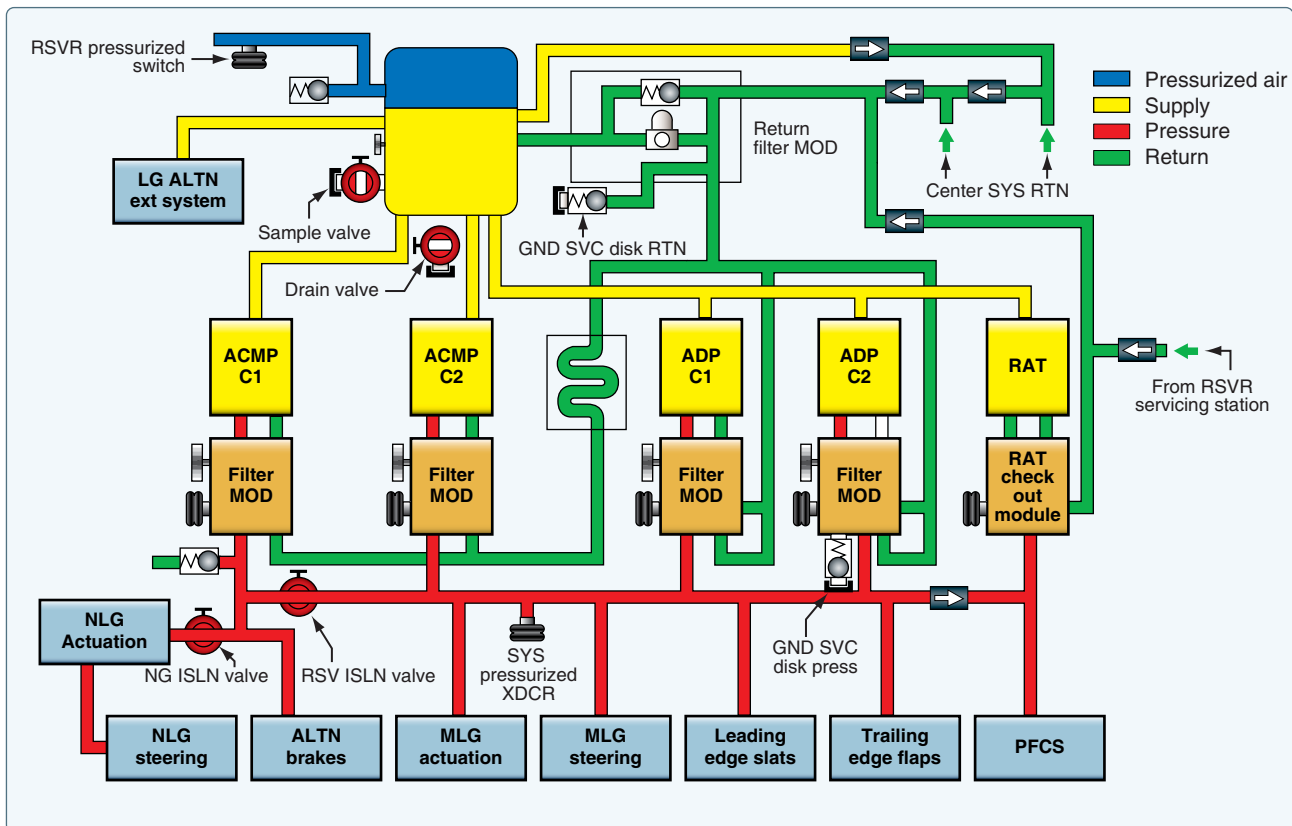 RSVR pressurized
switch
Pressurized air
Supply
Pressure
Return
Return
filter MOD
LG ALTN
ext system
Center SYS RTN
Sample valve
GND SVC disk RTN
Drain valve
ACMP
C1
ACMP
C2
ADP
C1
ADP
C2
RAT
From RSVR
servicing station
Filter
MOD
Filter
MOD
Filter
MOD
Filter
MOD
RAT
check
out
module
NLG
Actuation
NG ISLN valve
RSV ISLN valve
SYS
pressurized
XDCR
GND SVC
disk press
NLG
steering
ALTN
brakes
MLG
actuation
MLG
steering
Leading
edge slats
Trailing
edge flaps
PFCS